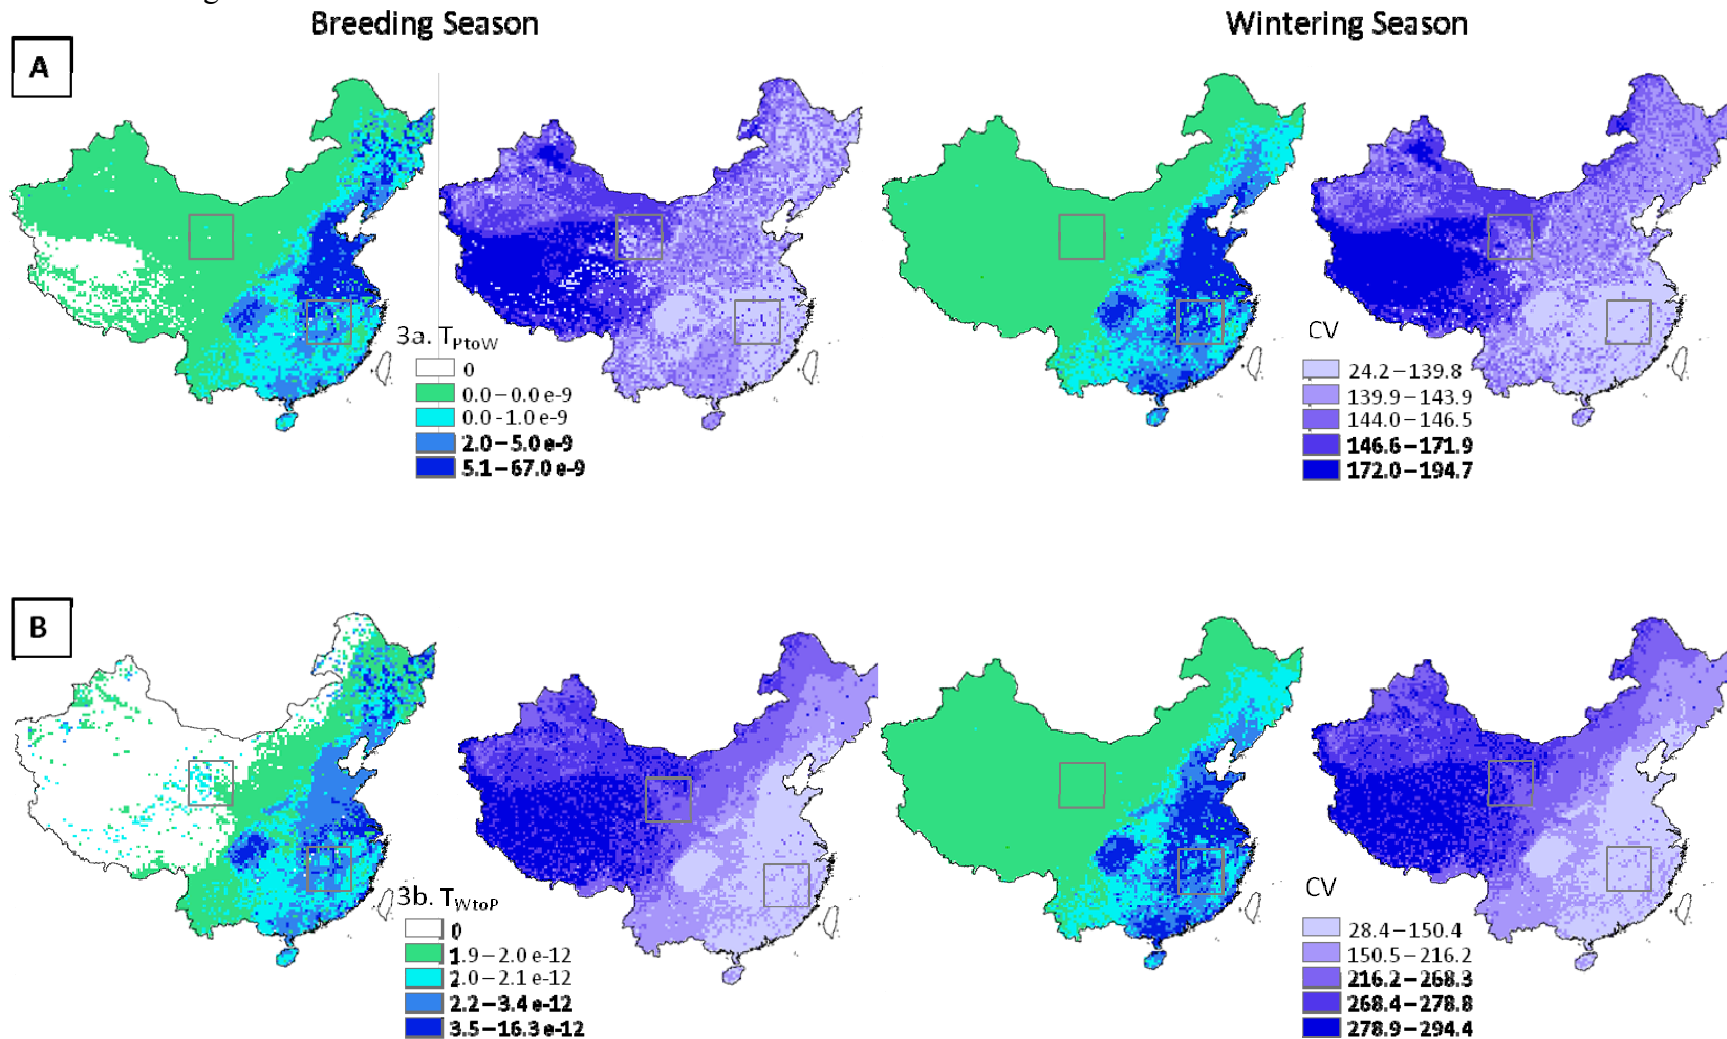 Breeding Season
Wintering Season
A
3a. TPtoW
0
0.0 – 0.0 e-9
0.0 - 1.0 e-9
2.0 – 5.0 e-9
5.1 – 67.0 e-9
CV
24.2 – 139.8
139.9 – 143.9
144.0 – 146.5
146.6 – 171.9
172.0 – 194.7
B
3b. TWtoP
0
1.9 – 2.0 e-12
2.0 – 2.1 e-12
2.2 – 3.4 e-12
3.5 – 16.3 e-12
CV
28.4 – 150.4
150.5 – 216.2
216.2 – 268.3
268.4 – 278.8
278.9 – 294.4